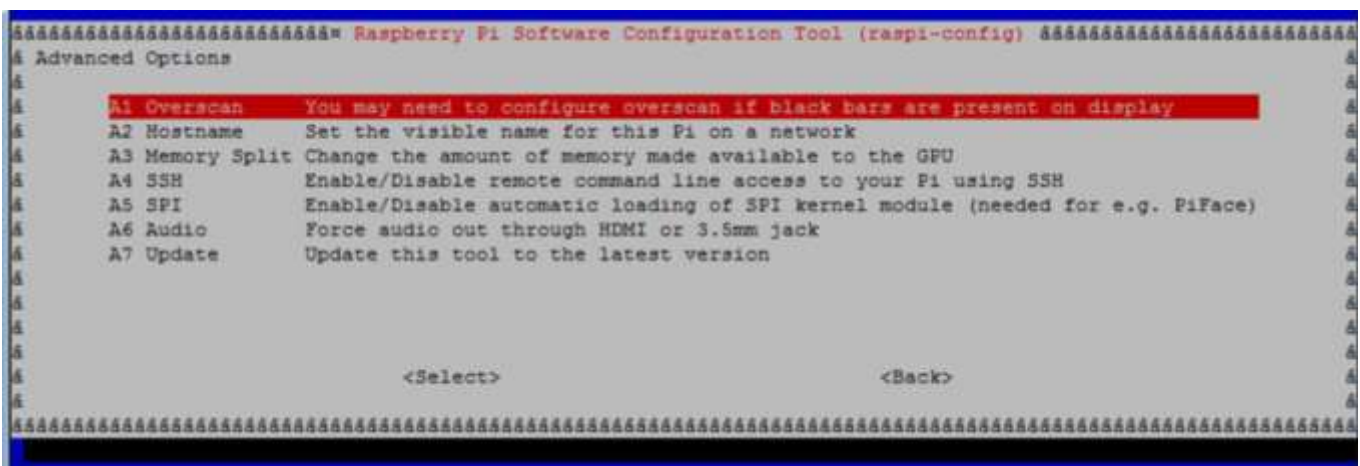 Raspberry Pi Software Configuration Tool (raspi-config)
Advanced Options
A1 Overscan You may need to configure overscan if black bars are present on display
A2 Hostname Set the visible name for this Pi on a network
A3 Memory Split Change the amount of memory made available to the GPU
A4 SSH Enable/Disable remote command line access to your Pi using SSH
A5 SPI Enable/Disable automatic loading of SPI kernel module (needed for e.g. PiFace)
A6 Audio Force audio out through HDMI or 3.5mm jack
A7 Update Update this tool to the latest version
<Select> <Back>